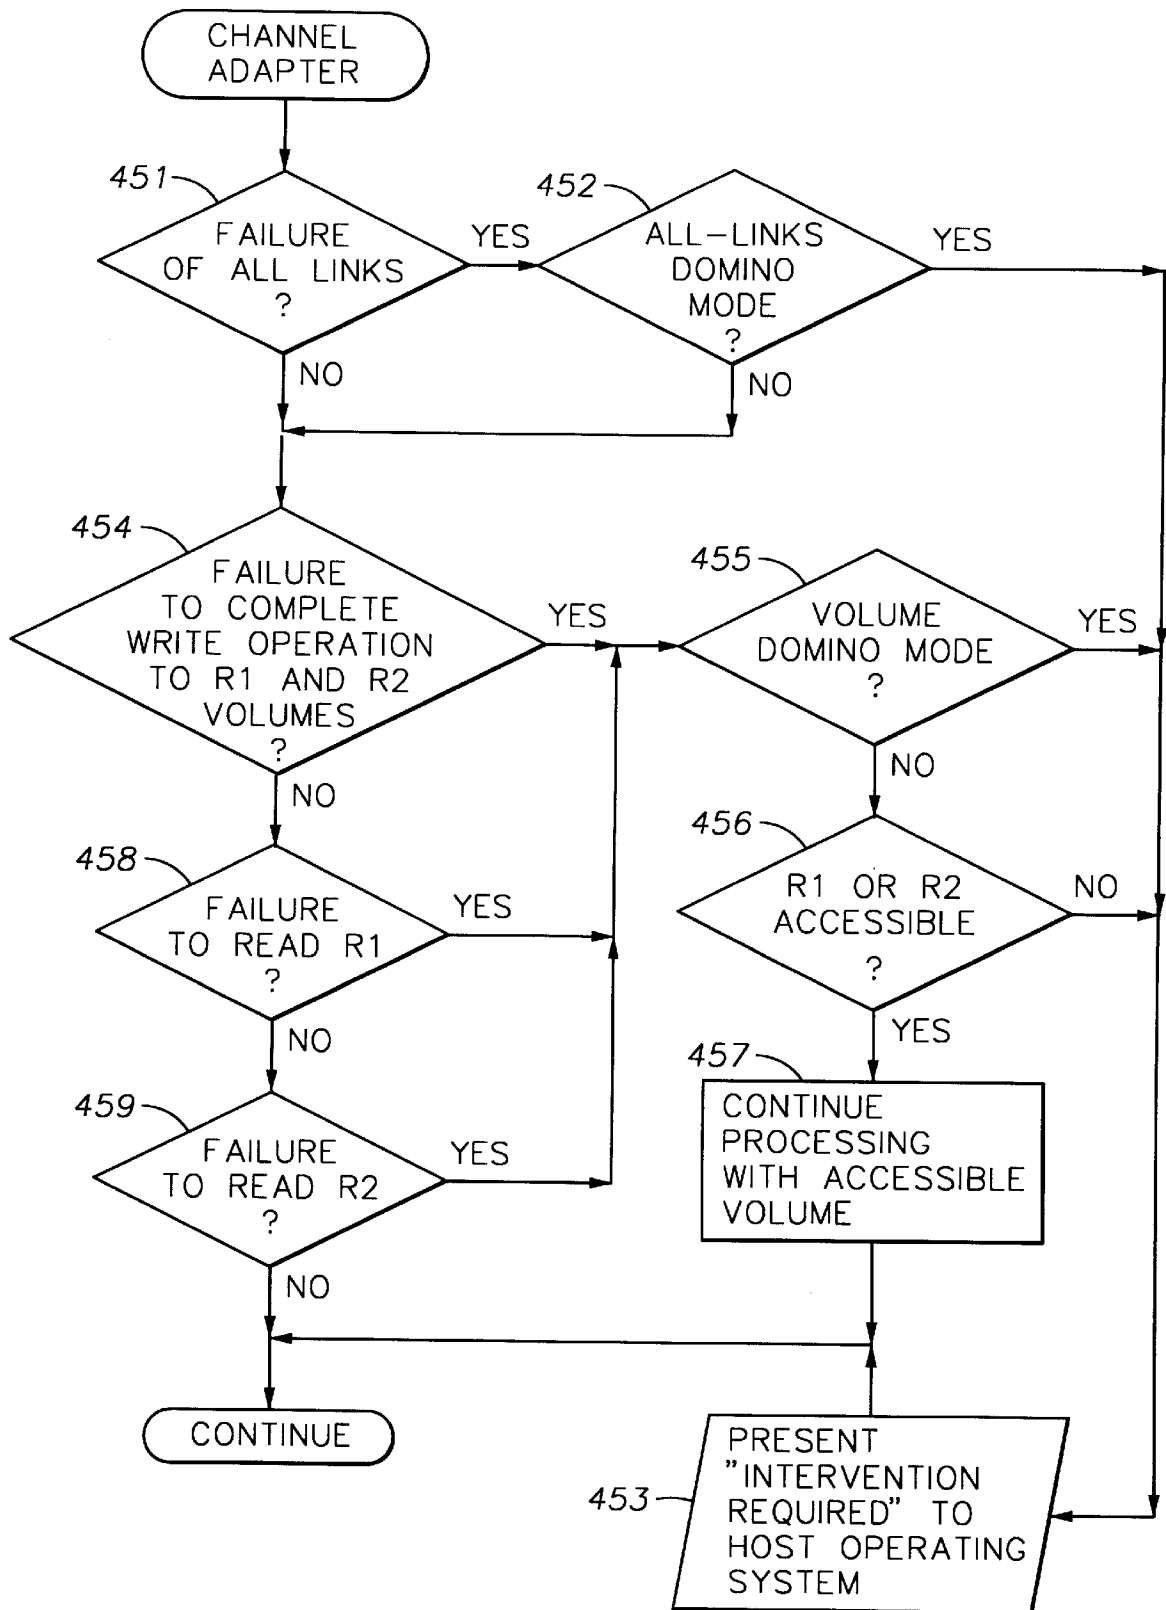 CHANNEL
ADAPTER
451
FAILURE
OF ALL LINKS
?
YES
NO
452
ALL-LINKS
DOMINO
MODE
?
YES
NO
454
FAILURE
TO COMPLETE
WRITE OPERATION
TO R1 AND R2
VOLUMES
?
YES
NO
455
VOLUME
DOMINO MODE
?
YES
NO
456
R1 OR R2
ACCESSIBLE
?
NO
YES
458
FAILURE
TO READ R1
?
YES
NO
457
CONTINUE
PROCESSING
WITH ACCESSIBLE
VOLUME
459
FAILURE
TO READ R2
?
YES
NO
CONTINUE
453
PRESENT
"INTERVENTION
REQUIRED" TO
HOST OPERATING
SYSTEM